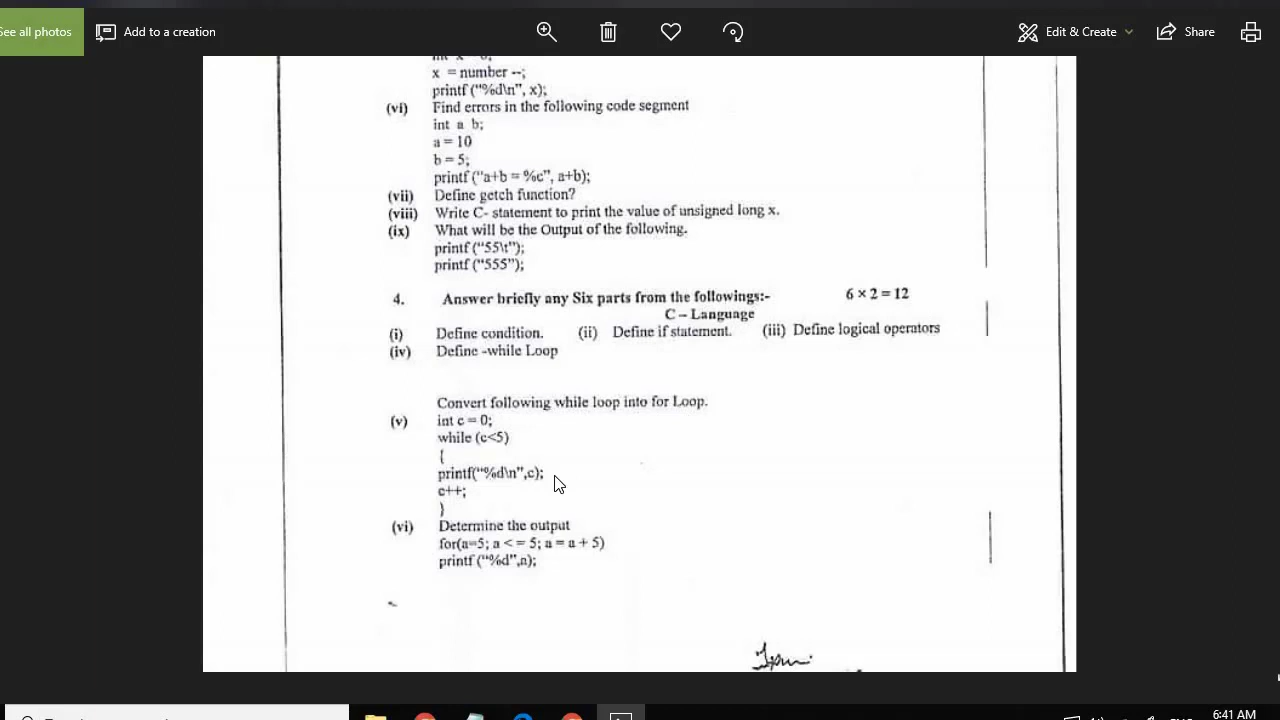 See all photos
Add to a creation
Edit & Create
Share
int x = 0;
x = number --;
printf ("%d\n", x);
(vi) Find errors in the following code segment
int a b;
a = 10
b = 5;
printf ("a+b = %c", a+b);
(vii) Define getch function?
(viii) Write C- statement to print the value of unsigned long x.
(ix) What will be the Output of the following.
printf ("55\t");
printf ("555");
4. Answer briefly any Six parts from the followings:- 6 × 2 = 12
C – Language
(i) Define condition. (ii) Define if statement. (iii) Define logical operators
(iv) Define -while Loop
Convert following while loop into for Loop.
(v) int c = 0;
while (c<5)
{
printf("%d\n",c);
c++;
}
(vi) Determine the output
for(a=5; a < = 5; a = a + 5)
printf ("%d",a);
6:41 AM